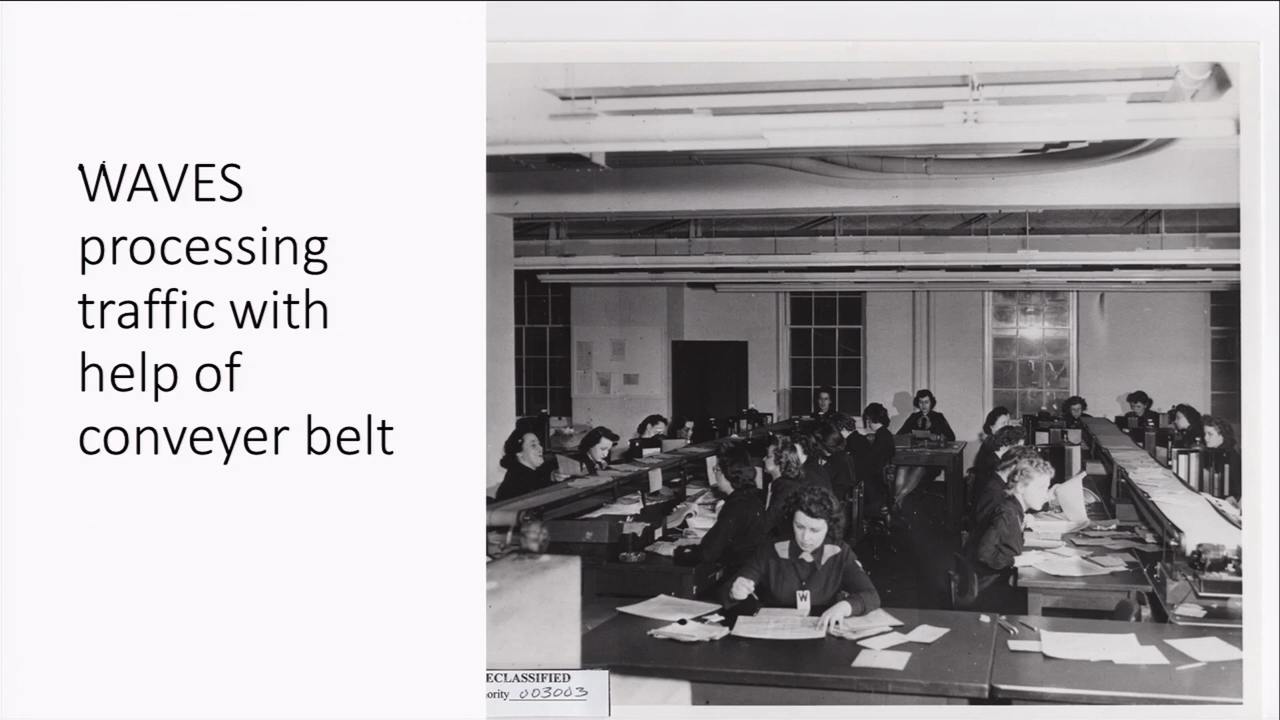 WAVES
processing
traffic with
help of
conveyer belt
W
ECLASSIFIED
ority 003003